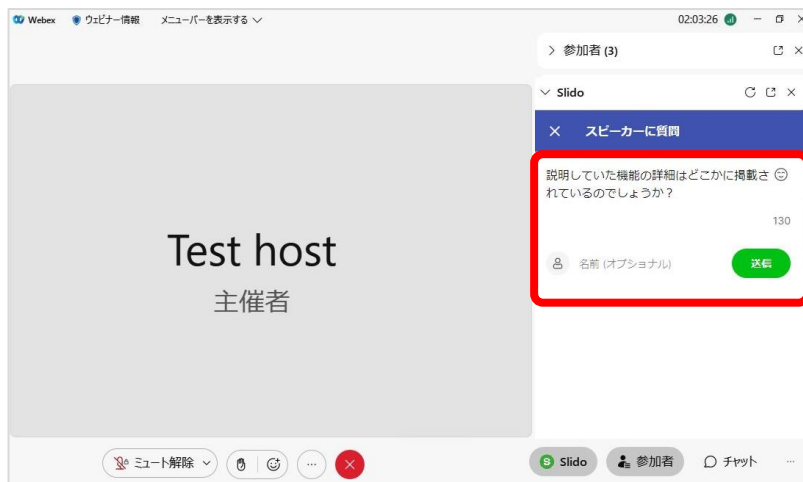 Webex ウェビナー情報 メニューバーを表示する 02:03:26
参加者 (3)
Slido
スピーカーに質問
説明していた機能の詳細はどこかに掲載さ
れているのでしょうか？
130
名前 (オプショナル) 送信
Test host
主催者
ミュート解除 Slido 参加者 チャット